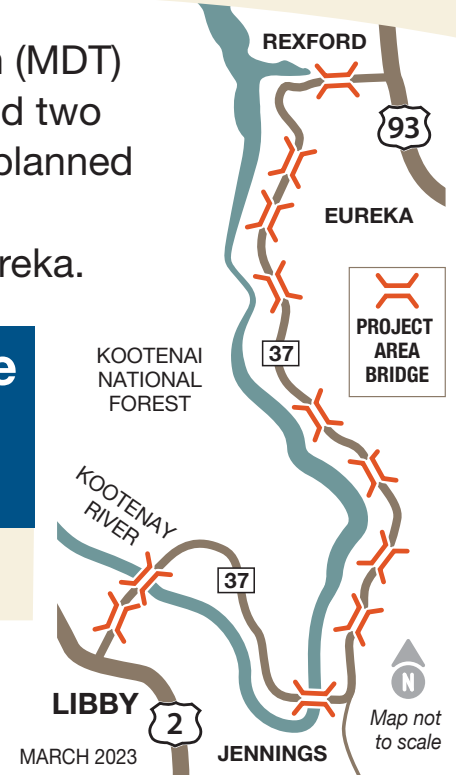 n (MDT)
d two
planned
reka.
e
REXFORD
93
EUREKA
PROJECT
AREA
BRIDGE
37
KOOTENAI
NATIONAL
FOREST
KOOTENAY
RIVER
37
LIBBY
2
JENNINGS
N
Map not
to scale
MARCH 2023